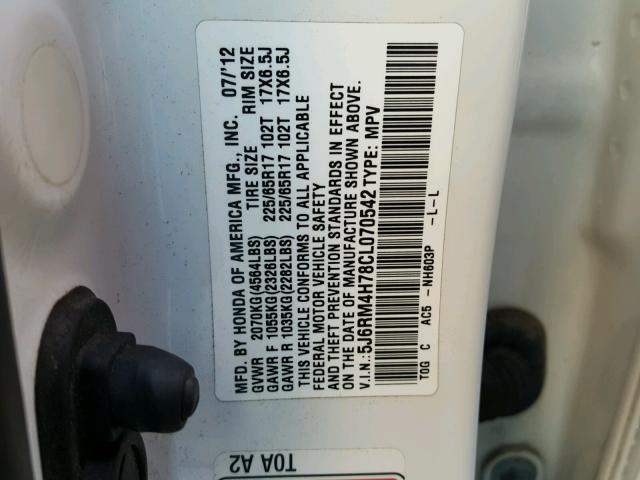 MFD. BY HONDA OF AMERICA MFG., INC. 07/'12
GVWR 2070KG(4564LBS) TIRE SIZE RIM SIZE
GAWR F 1055KG(2326LBS) 225/65R17 102T 17X6.5J
GAWR R 1035KG(2282LBS) 225/65R17 102T 17X6.5J
THIS VEHICLE CONFORMS TO ALL APPLICABLE
FEDERAL MOTOR VEHICLE SAFETY
AND THEFT PREVENTION STANDARDS IN EFFECT
ON THE DATE OF MANUFACTURE SHOWN ABOVE.
V.I.N.: 5J6RM4H78CL070542 TYPE: MPV
T0G C AC5 -NH603P -L-L
T0A A2